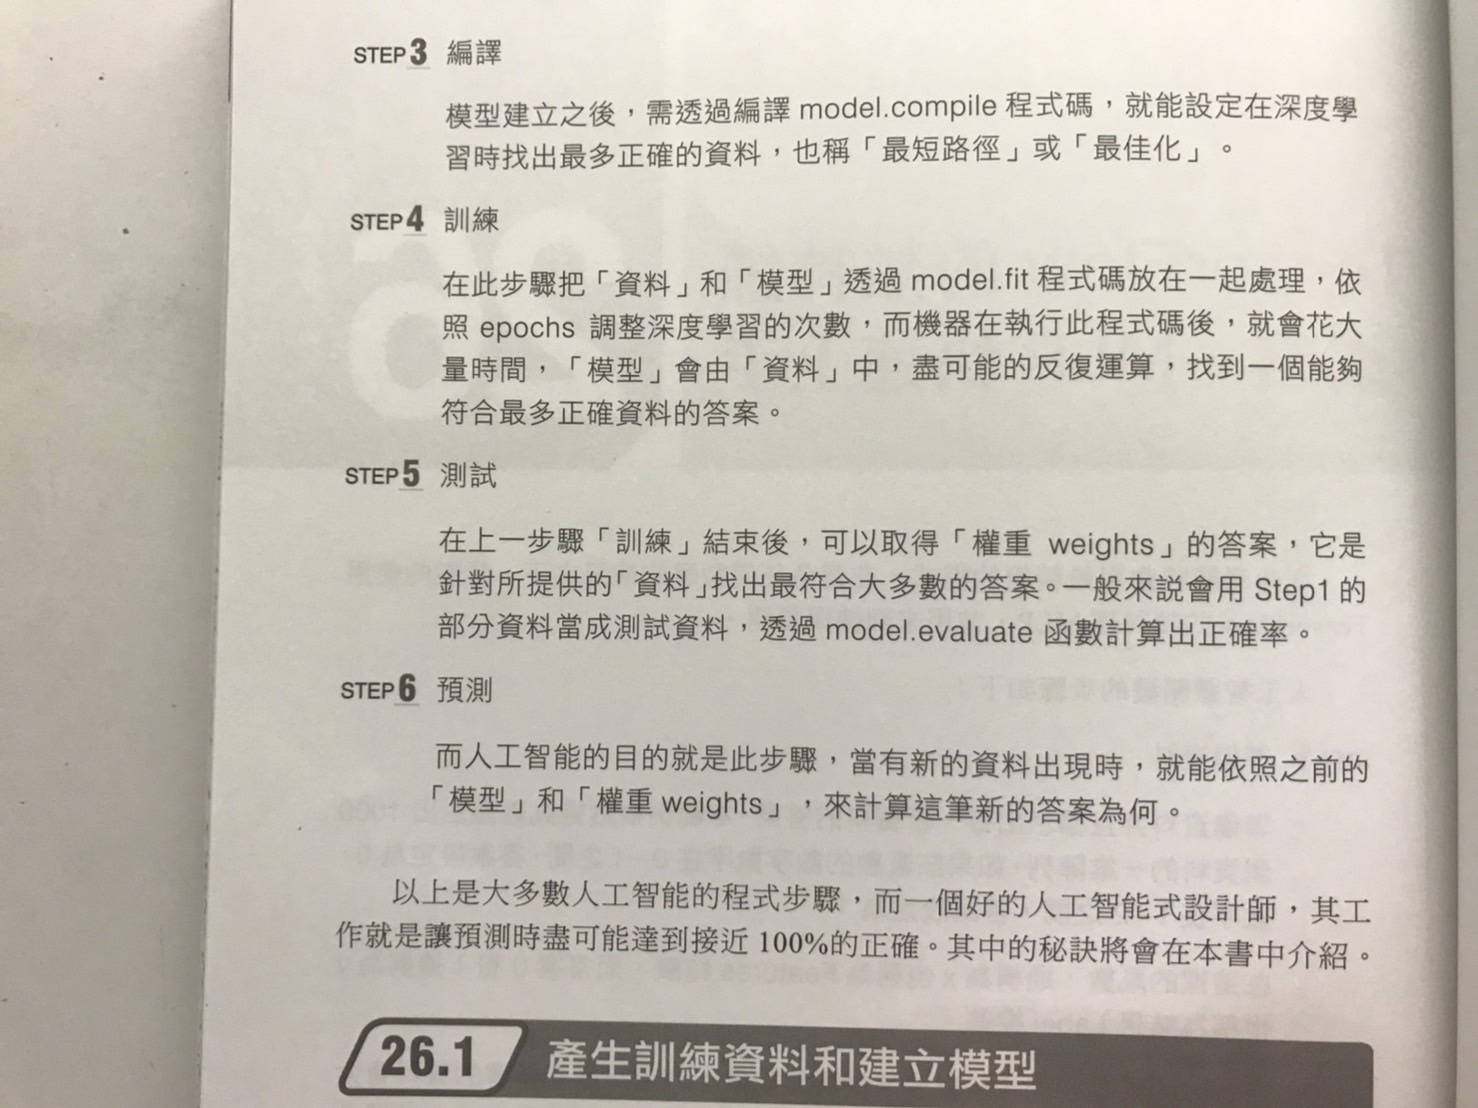 STEP3 編譯
模型建立之後，需透過編譯 model.compile 程式碼，就能設定在深度學
習時找出最多正確的資料，也稱「最短路徑」或「最佳化」。
STEP4 訓練
在此步驟把「資料」和「模型」透過 model.fit 程式碼放在一起處理，依
照 epochs 調整深度學習的次數，而機器在執行此程式碼後，就會花大
量時間，「模型」會由「資料」中，盡可能的反復運算，找到一個能夠
符合最多正確資料的答案。
STEP5 測試
在上一步驟「訓練」結束後，可以取得「權重 weights」的答案，它是
針對所提供的「資料」找出最符合大多數的答案。一般來説會用 Step1 的
部分資料當成測試資料，透過 model.evaluate 函數計算出正確率。
STEP6 預測
而人工智能的目的就是此步驟，當有新的資料出現時，就能依照之前的
「模型」和「權重 weights」，來計算這筆新的答案為何。
以上是大多數人工智能的程式步驟，而一個好的人工智能式設計師，其工
作就是讓預測時盡可能達到接近 100%的正確。其中的秘訣將會在本書中介紹。
26.1 產生訓練資料和建立模型